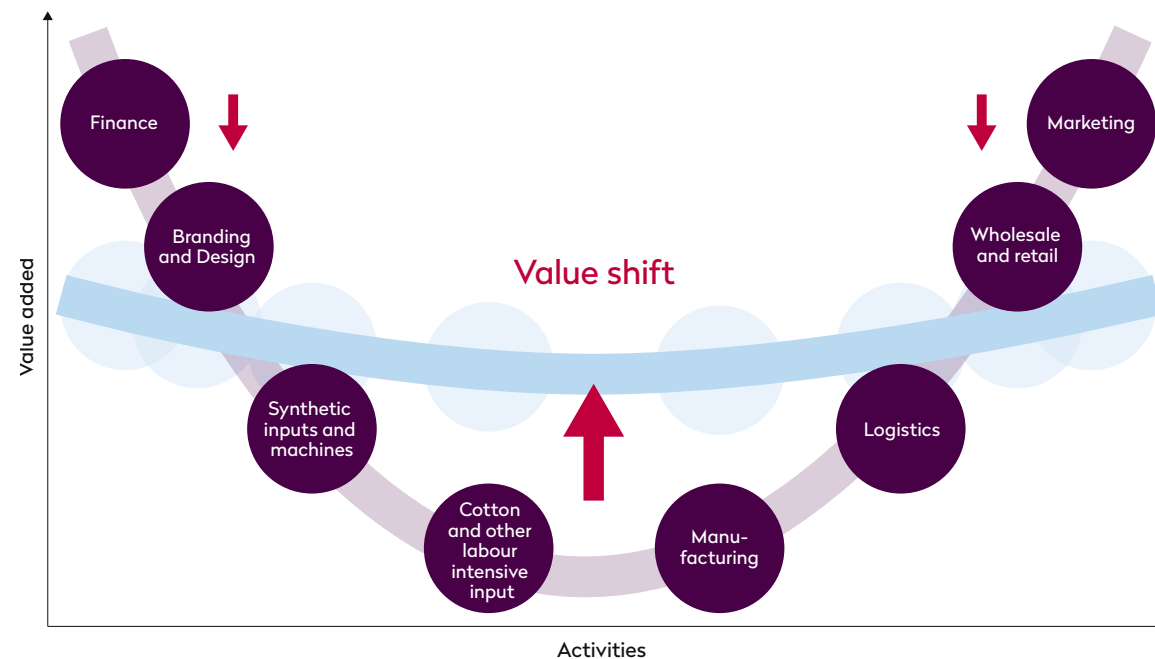 Finance
Marketing
Branding
and Design
Wholesale
and retail
Value shift
Value added
Synthetic
inputs and
machines
Logistics
Cotton
and other
labour
intensive
input
Manu-
facturing
Activities